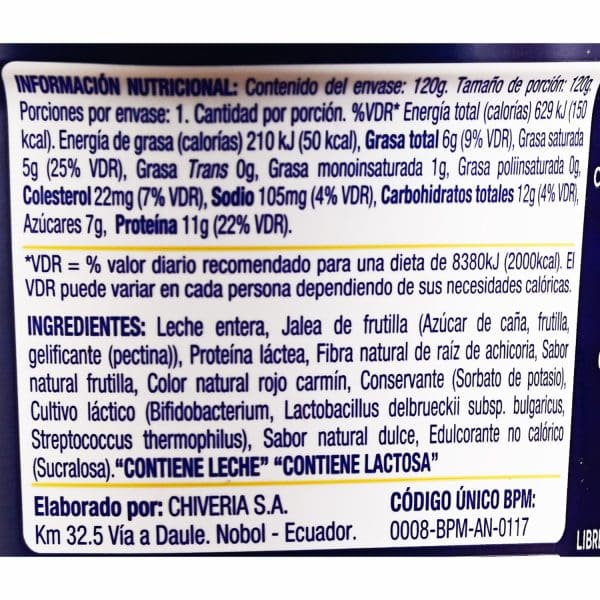 INFORMACIÓN NUTRICIONAL: Contenido del envase: 120g. Tamaño de porción: 120g.
Porciones por envase: 1. Cantidad por porción. %VDR* Energía total (calorías) 629 kJ (150
kcal). Energía de grasa (calorías) 210 kJ (50 kcal), Grasa total 6g (9% VDR), Grasa saturada
5g (25% VDR), Grasa Trans 0g, Grasa monoinsaturada 1g, Grasa poliinsaturada 0g,
Colesterol 22mg (7% VDR), Sodio 105mg (4% VDR), Carbohidratos totales 12g (4% VDR),
Azúcares 7g, Proteína 11g (22% VDR).
*VDR = % valor diario recomendado para una dieta de 8380kJ (2000kcal). El
VDR puede variar en cada persona dependiendo de sus necesidades calóricas.
INGREDIENTES: Leche entera, Jalea de frutilla (Azúcar de caña, frutilla,
gelificante (pectina)), Proteína láctea, Fibra natural de raíz de achicoria, Sabor
natural frutilla, Color natural rojo carmín, Conservante (Sorbato de potasio),
Cultivo láctico (Bifidobacterium, Lactobacillus delbrueckii subsp. bulgaricus,
Streptococcus thermophilus), Sabor natural dulce, Edulcorante no calórico
(Sucralosa). "CONTIENE LECHE" "CONTIENE LACTOSA"
Elaborado por: CHIVERIA S.A.
Km 32.5 Vía a Daule. Nobol - Ecuador.
CÓDIGO ÚNICO BPM:
0008-BPM-AN-0117